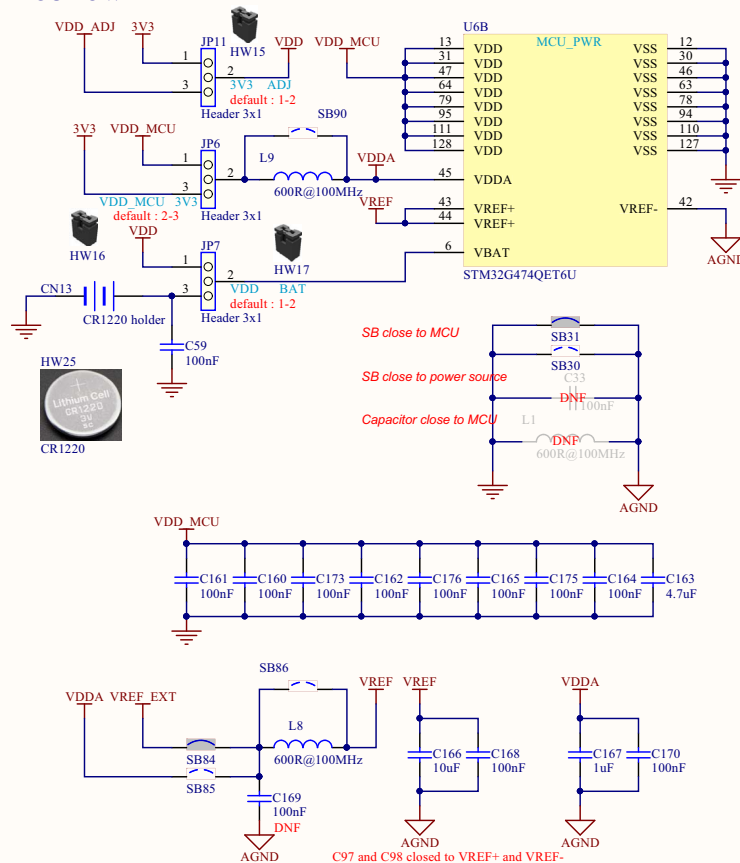 VDD_ADJ
3V3
JP11
HW15
VDD
VDD_MCU
1
2
3
3V3 ADJ
default : 1-2
Header 3x1
U6B
MCU_PWR
13 VDD VSS 12
31 VDD VSS 30
47 VDD VSS 46
64 VDD VSS 63
79 VDD VSS 78
95 VDD VSS 94
111 VDD VSS 110
128 VDD VSS 127
45 VDDA
43 VREF+ VREF- 42
44 VREF+
6 VBAT
STM32G474QET6U
AGND
SB90
3V3
VDD_MCU
JP6
L9
VDDA
1
2
3
600R@100MHz
VDD_MCU 3V3
default : 2-3
Header 3x1
VREF
HW16
VDD
JP7
HW17
1
2
3
VDD BAT
default : 1-2
Header 3x1
CN13
CR1220 holder
C59
100nF
HW25
Lithium Cell
CR1220
3V
SC
CR1220
SB close to MCU
SB31
SB30
SB close to power source
C33
DNF
100nF
Capacitor close to MCU
L1
DNF
600R@100MHz
AGND
VDD_MCU
C161 C160 C173 C162 C176 C165 C175 C164 C163
100nF 100nF 100nF 100nF 100nF 100nF 100nF 100nF 4.7uF
SB86
VDDA VREF_EXT
VREF
VREF
VDDA
L8
600R@100MHz
SB84
SB85
C169
100nF
DNF
AGND
C166
10uF
C168
100nF
AGND
C167
1uF
C170
100nF
AGND
C97 and C98 closed to VREF+ and VREF-